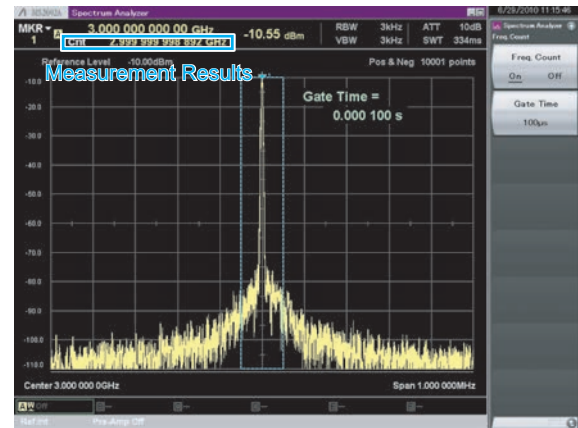 MS269xA Spectrum Analyzer
6/29/2010 11:15:46
MKR
1
A
3.000 000 000 00 GHz
Cnt 2.999 999 998 892 GHz
-10.55 dBm
RBW 3kHz
VBW 3kHz
ATT 10dB
SWT 334ms
Reference Level -10.00dBm
Pos & Neg 10001 points
Measurement Results
Gate Time =
0.000 100 s
-10.0
-20.0
-30.0
-40.0
-50.0
-60.0
-70.0
-80.0
-90.0
-100.0
-110.0
Center 3.000 000 0GHz
Span 1.000 000MHz
A W Off
Ref.Int
Pre-Amp Off
Spectrum Analyzer
Freq. Count
Freq. Count
On Off
Gate Time
100µs